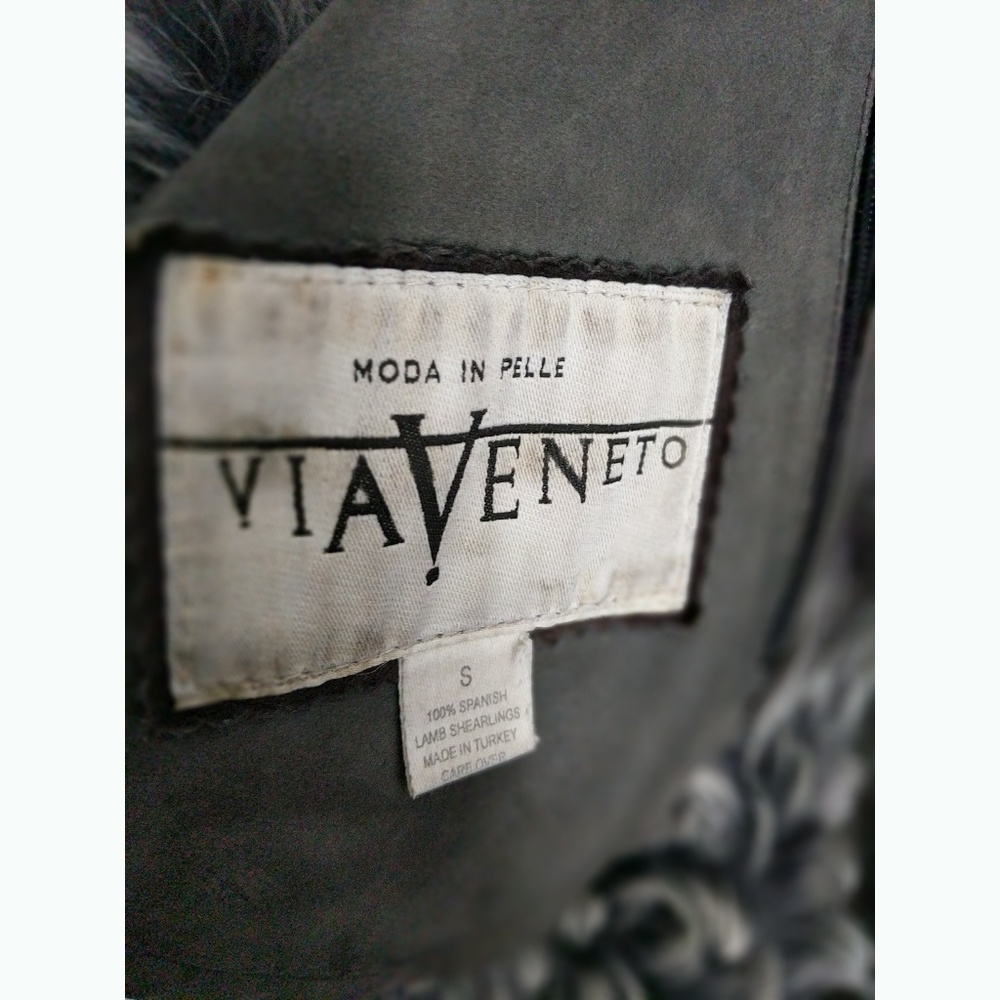 MODA IN PELLE
VIAVENETO
S
100% SPANISH
LAMB SHEARLINGS
MADE IN TURKEY
CARE OVER